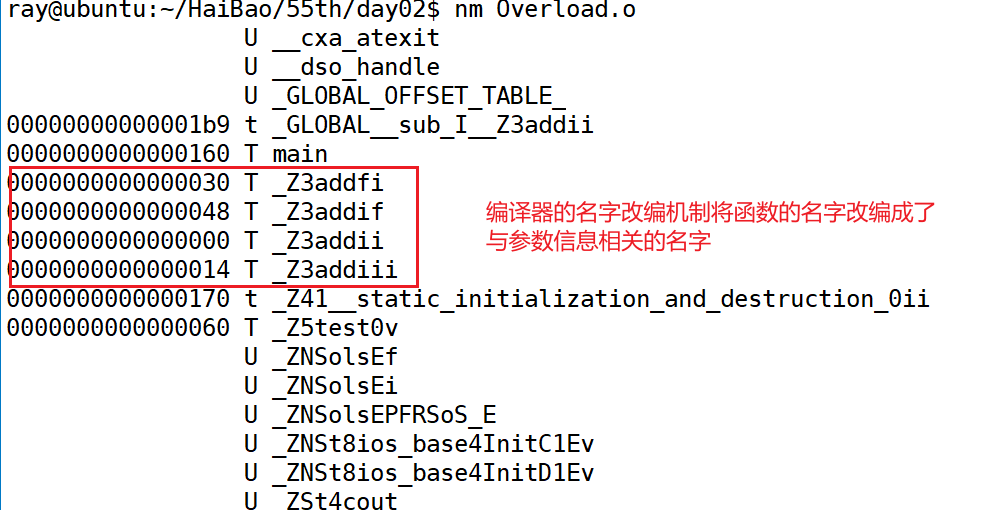 ray@ubuntu:~/HaiBao/55th/day02$ nm Overload.o
U __cxa_atexit
U __dso_handle
U _GLOBAL_OFFSET_TABLE_
00000000000001b9 t _GLOBAL__sub_I__Z3addii
0000000000000160 T main
0000000000000030 T _Z3addfi
0000000000000048 T _Z3addif
0000000000000000 T _Z3addii
0000000000000014 T _Z3addiii
编译器的名字改编机制将函数的名字改编成了
与参数信息相关的名字
0000000000000170 t _Z41__static_initialization_and_destruction_0ii
0000000000000060 T _Z5test0v
U _ZNSolsEf
U _ZNSolsEi
U _ZNSolsEPFRSoS_E
U _ZNSt8ios_base4InitC1Ev
U _ZNSt8ios_base4InitD1Ev
U _ZSt4cout